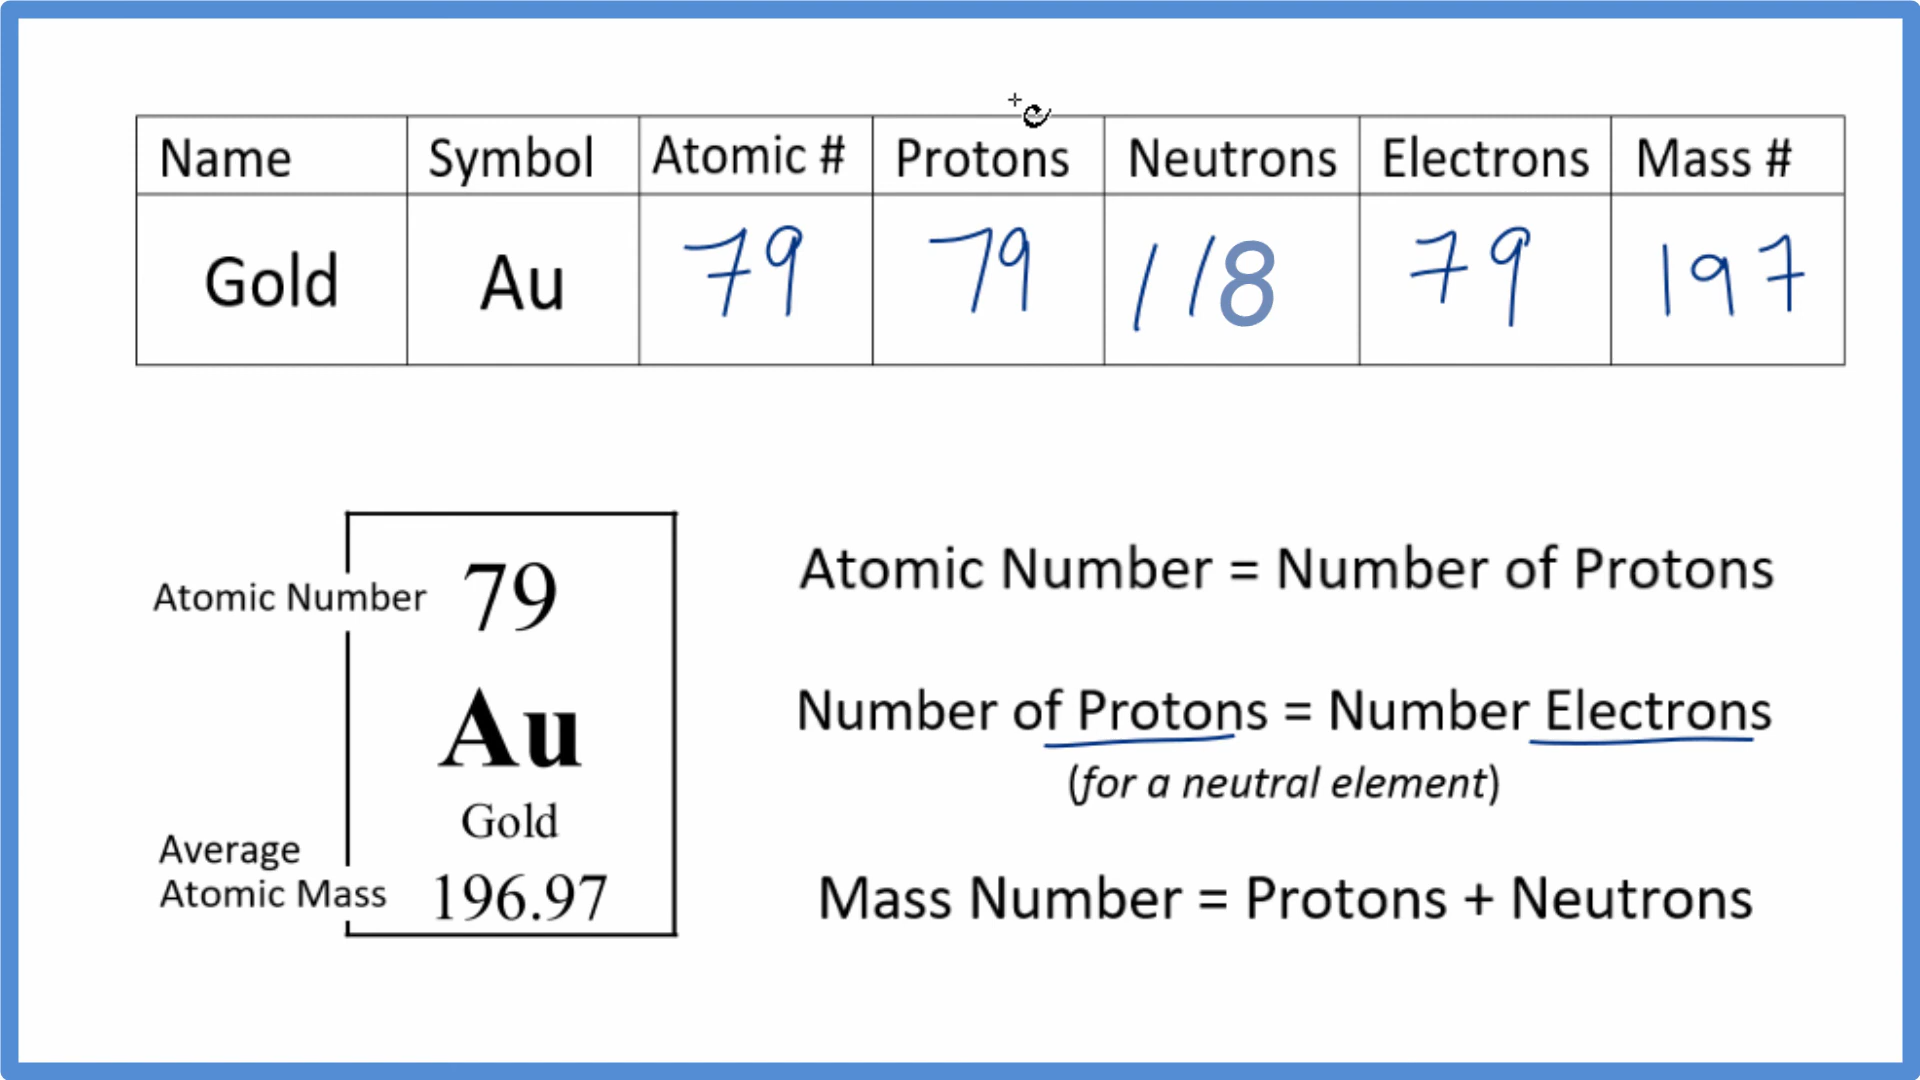 Name Symbol Atomic # Protons Neutrons Electrons Mass #
Gold Au 79 79 118 79 197
Atomic Number 79
Au
Gold
Average
Atomic Mass 196.97
Atomic Number = Number of Protons
Number of Protons = Number Electrons
(for a neutral element)
Mass Number = Protons + Neutrons